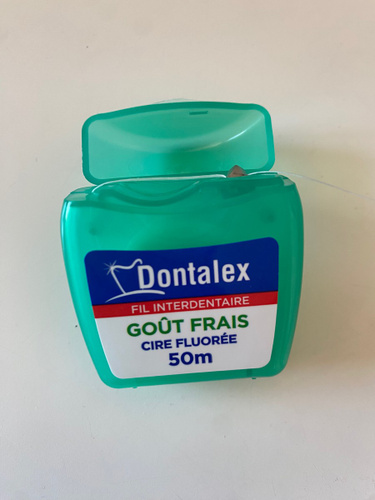 Dontalex
FIL INTERDENTAIRE
GOÛT FRAIS
CIRE FLUORÉE
50m